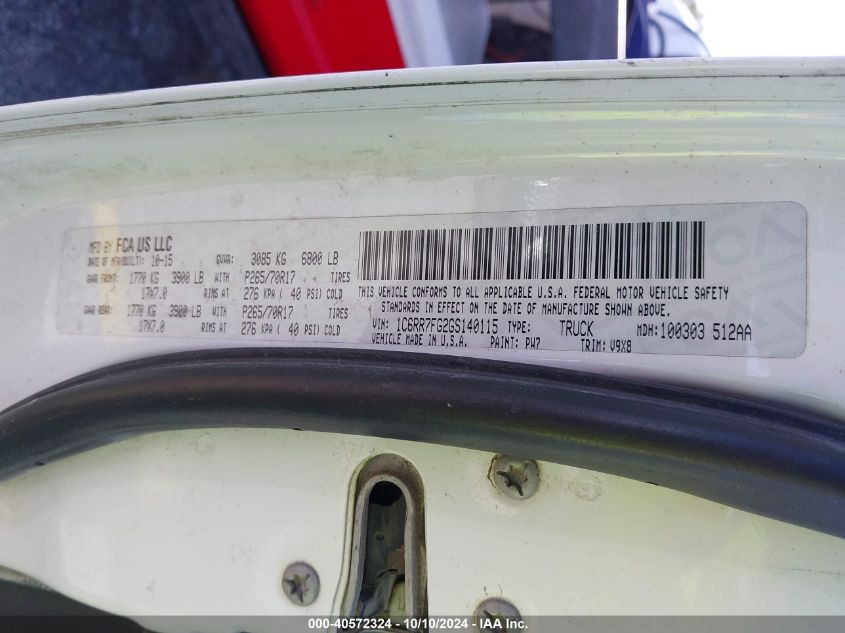 MFD BY FCA US LLC
DATE OF MFR(BUILT): 10-15 GVWR: 3085 KG 6800 LB
GAWR FRONT: 1770 KG 3900 LB WITH P265/70R17 TIRES
17X7.0 RIMS AT 276 KPA ( 40 PSI) COLD
GAWR REAR: 1770 KG 3900 LB WITH P265/70R17 TIRES
17X7.0 RIMS AT 276 KPA ( 40 PSI) COLD
THIS VEHICLE CONFORMS TO ALL APPLICABLE U.S.A. FEDERAL MOTOR VEHICLE SAFETY
STANDARDS IN EFFECT ON THE DATE OF MANUFACTURE SHOWN ABOVE.
VIN: 1C6RR7FG2GS140115 TYPE: TRUCK MDH: 100303 512AA
VEHICLE MADE IN U.S.A. PAINT: PW7 TRIM: V9X8
000-40572324 - 10/10/2024 - IAA Inc.